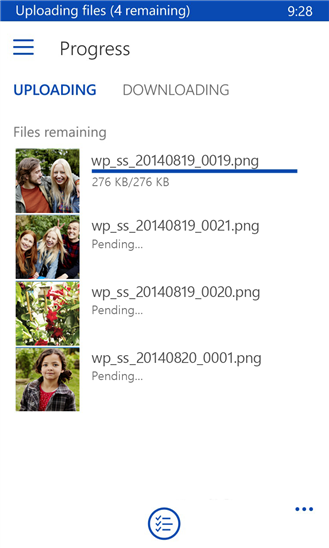 Uploading files (4 remaining) 9:28
Progress
UPLOADING DOWNLOADING
Files remaining
wp_ss_20140819_0019.png
276 KB/276 KB
wp_ss_20140819_0021.png
Pending...
wp_ss_20140819_0020.png
Pending...
wp_ss_20140820_0001.png
Pending...